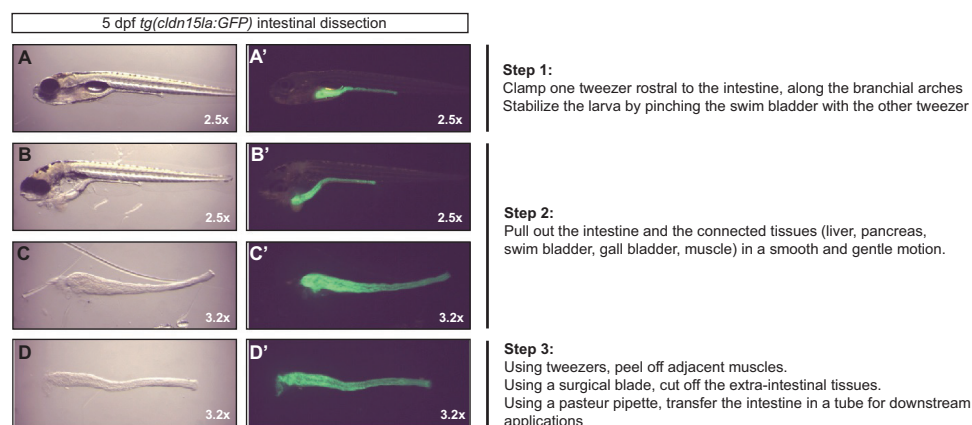 5 dpf tg(cldn15la:GFP) intestinal dissection
A
2.5x
A’
2.5x
Step 1:
Clamp one tweezer rostral to the intestine, along the branchial arches
Stabilize the larva by pinching the swim bladder with the other tweezer
B
2.5x
B’
2.5x
C
3.2x
C’
3.2x
Step 2:
Pull out the intestine and the connected tissues (liver, pancreas,
swim bladder, gall bladder, muscle) in a smooth and gentle motion.
D
3.2x
D’
3.2x
Step 3:
Using tweezers, peel off adjacent muscles.
Using a surgical blade, cut off the extra-intestinal tissues.
Using a pasteur pipette, transfer the intestine in a tube for downstream
applications